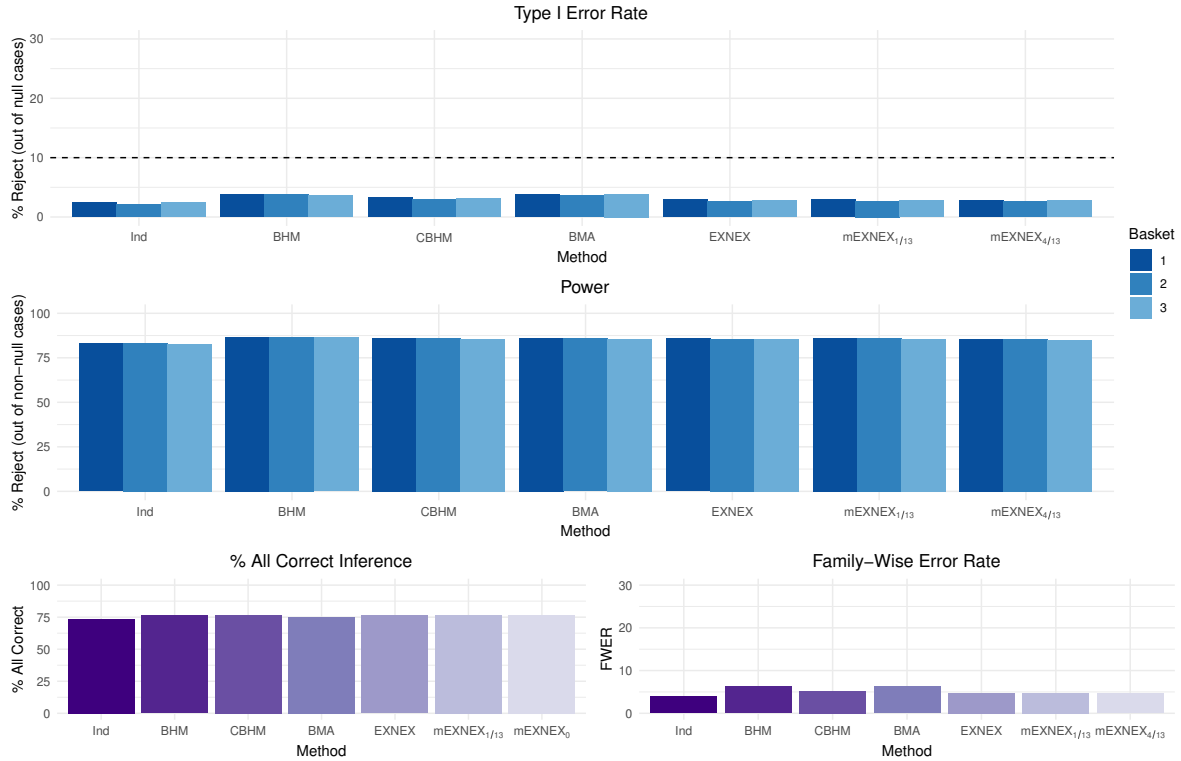 Type I Error Rate
% Reject (out of null cases)
30
20
10
0
Ind BHM CBHM BMA EXNEX mEXNEX1/13 mEXNEX4/13
Method
Basket
1
2
3
Power
% Reject (out of non−null cases)
100
75
50
25
0
Ind BHM CBHM BMA EXNEX mEXNEX1/13 mEXNEX4/13
Method
% All Correct Inference
% All Correct
100
75
50
25
0
Ind BHM CBHM BMA EXNEX mEXNEX1/13 mEXNEX0
Method
Family−Wise Error Rate
FWER
30
20
10
0
Ind BHM CBHM BMA EXNEX mEXNEX1/13 mEXNEX4/13
Method